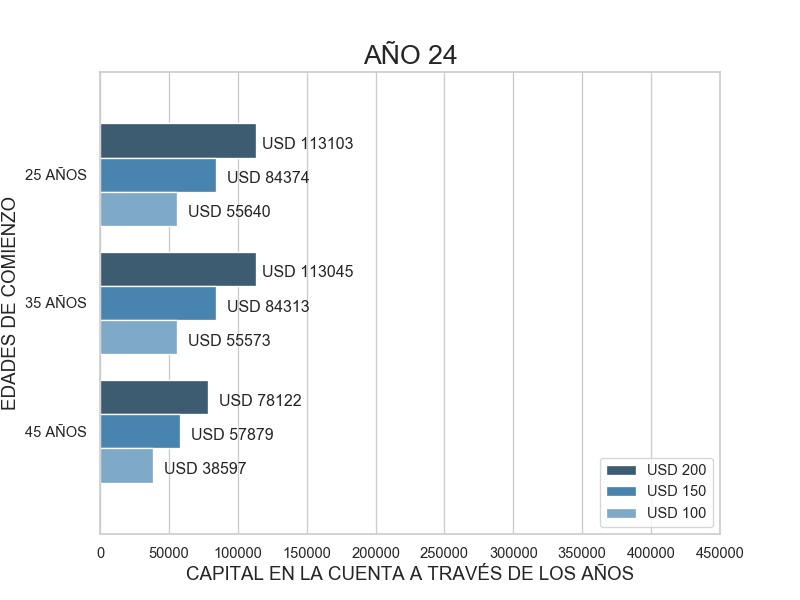 AÑO 24
EDADES DE COMIENZO
25 AÑOS
USD 113103
USD 84374
USD 55640
35 AÑOS
USD 113045
USD 84313
USD 55573
45 AÑOS
USD 78122
USD 57879
USD 38597
USD 200
USD 150
USD 100
0 50000 100000 150000 200000 250000 300000 350000 400000 450000
CAPITAL EN LA CUENTA A TRAVÉS DE LOS AÑOS